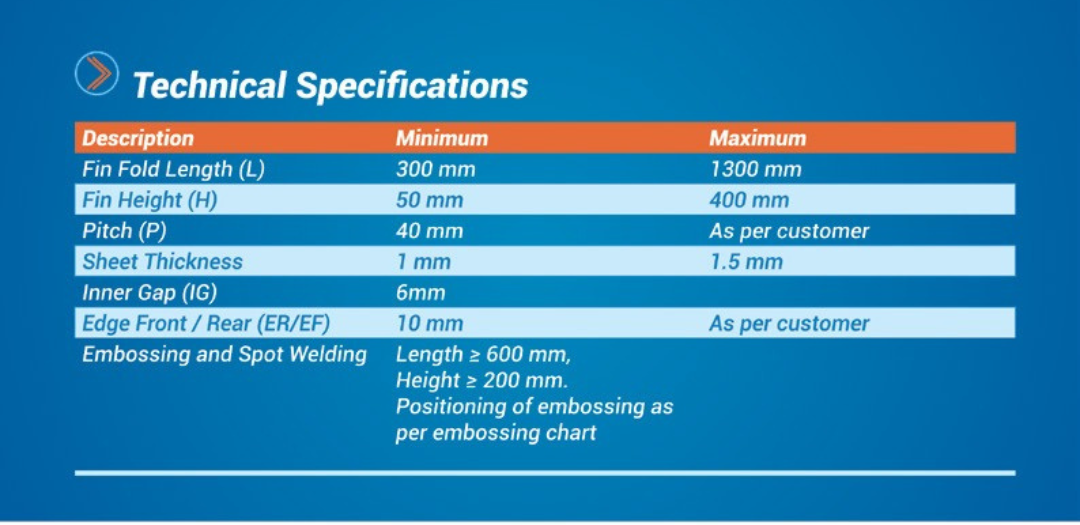 Technical Specifications
Description Minimum Maximum
Fin Fold Length (L) 300 mm 1300 mm
Fin Height (H) 50 mm 400 mm
Pitch (P) 40 mm As per customer
Sheet Thickness 1 mm 1.5 mm
Inner Gap (IG) 6mm
Edge Front / Rear (ER/EF) 10 mm As per customer
Embossing and Spot Welding Length ≥ 600 mm,
Height ≥ 200 mm.
Positioning of embossing as
per embossing chart